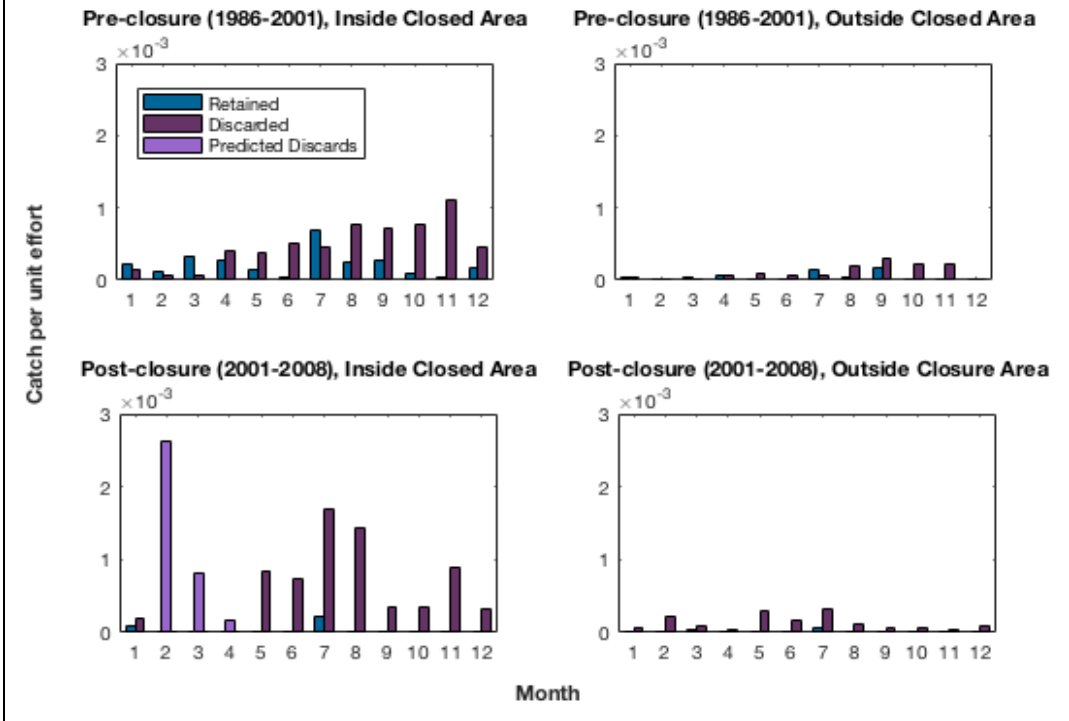 Pre-closure (1986-2001), Inside Closed Area
×10-3
3
2
1
0
Retained
Discarded
Predicted Discards
1 2 3 4 5 6 7 8 9 10 11 12
Pre-closure (1986-2001), Outside Closed Area
×10-3
3
2
1
0
1 2 3 4 5 6 7 8 9 10 11 12
Catch per unit effort
Post-closure (2001-2008), Inside Closed Area
×10-3
3
2
1
0
1 2 3 4 5 6 7 8 9 10 11 12
Post-closure (2001-2008), Outside Closure Area
×10-3
3
2
1
0
1 2 3 4 5 6 7 8 9 10 11 12
Month